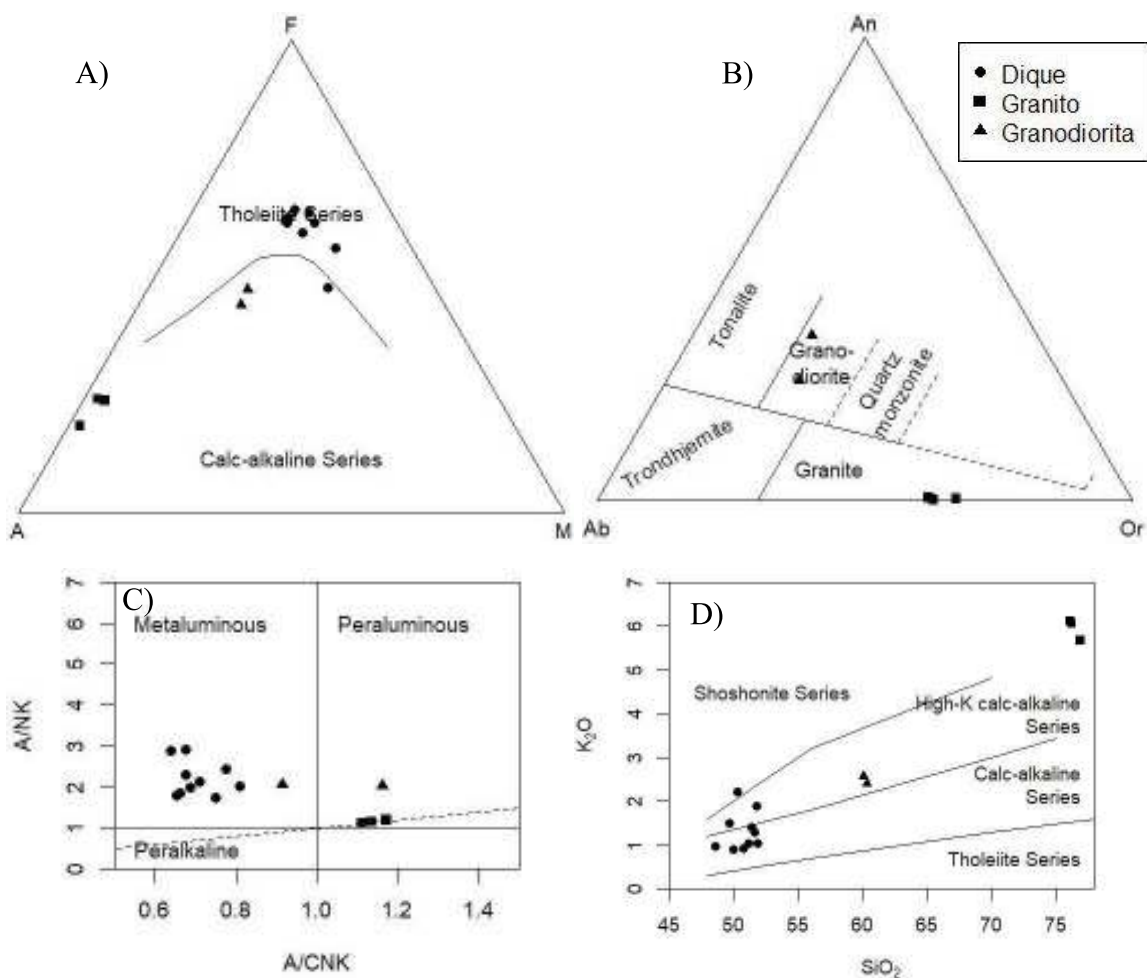 A)
F
Tholeiite Series
Calc-alkaline Series
A
M
B)
An
Tonalite
Grano-
diorite
Quartz
monzonite
Trondhjemite
Granite
Ab
Or
Dique
Granito
Granodiorita
C)
Metaluminous
Peraluminous
Peralkaline
A/NK
7
6
5
4
3
2
1
0
0.6 0.8 1.0 1.2 1.4
A/CNK
D)
Shoshonite Series
High-K calc-alkaline
Series
Calc-alkaline
Series
Tholeiite Series
K₂O
7
6
5
4
3
2
1
0
45 50 55 60 65 70 75
SiO₂